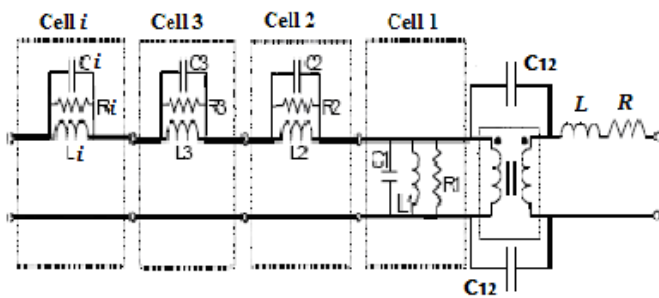 Cell i Cell 3 Cell 2 Cell 1
Ci C3 C2 C12
Ri R3 R2 L R
Li L3 L2 C1 L R1
C12